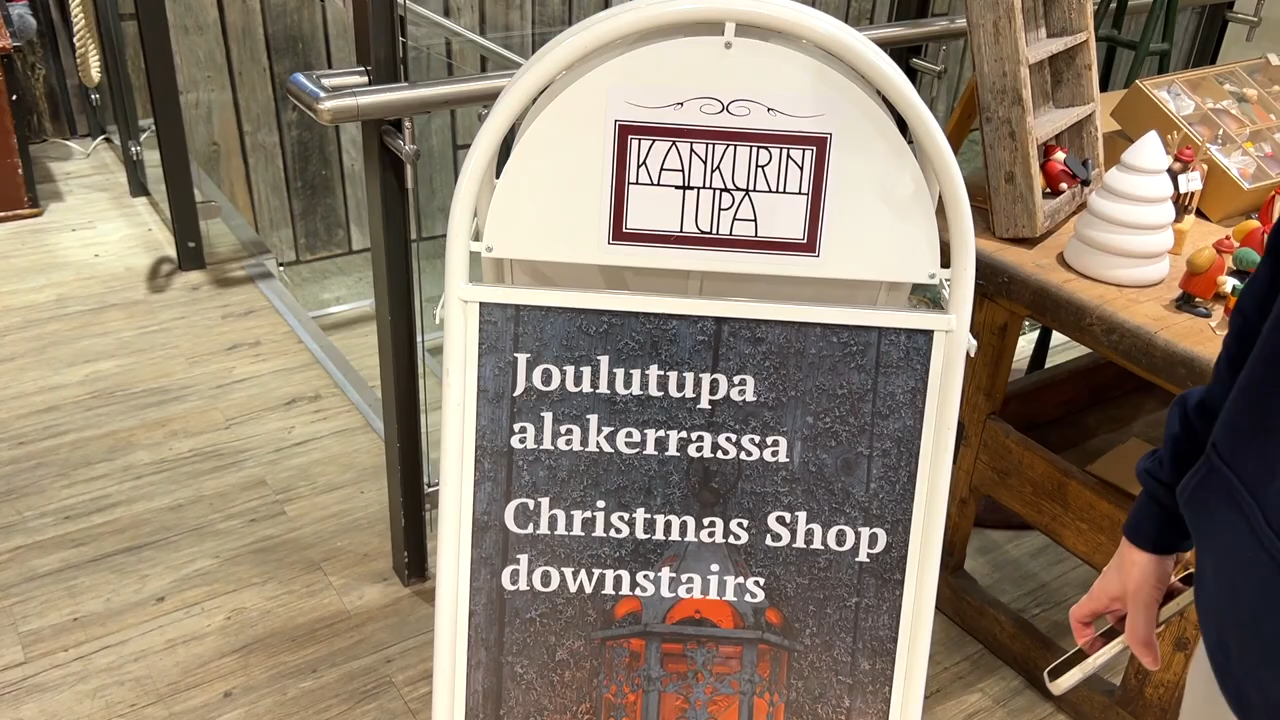 KANKURIN
TUPA
Joulutupa
alakerrassa
Christmas Shop
downstairs